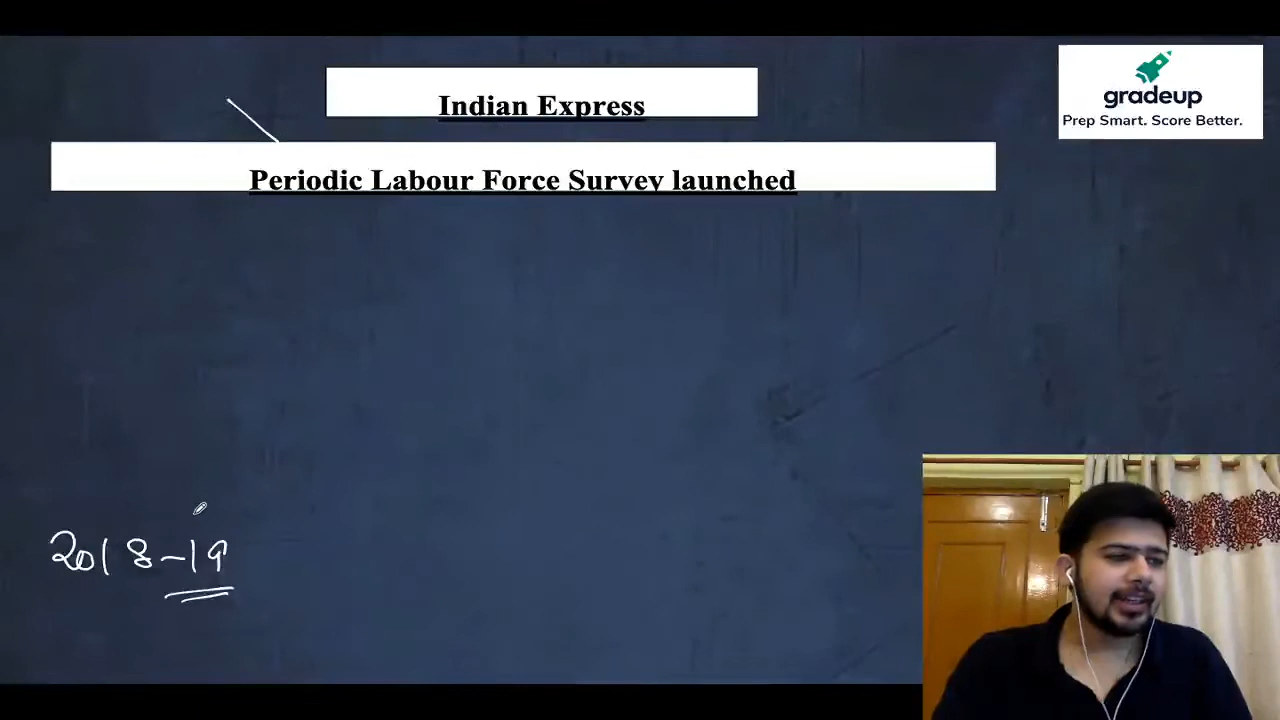 Indian Express
gradeup
Prep Smart. Score Better.
Periodic Labour Force Survey launched
2018-19